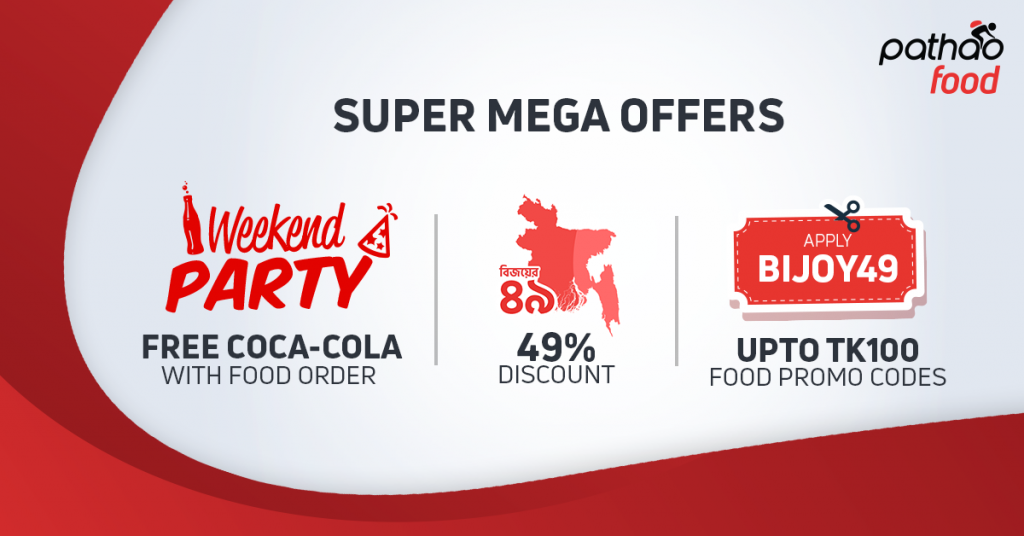 pathao
food
SUPER MEGA OFFERS
Weekend
PARTY
FREE COCA-COLA
WITH FOOD ORDER
বিজয়ের
৪৯
49%
DISCOUNT
APPLY
BIJOY49
UPTO TK100
FOOD PROMO CODES